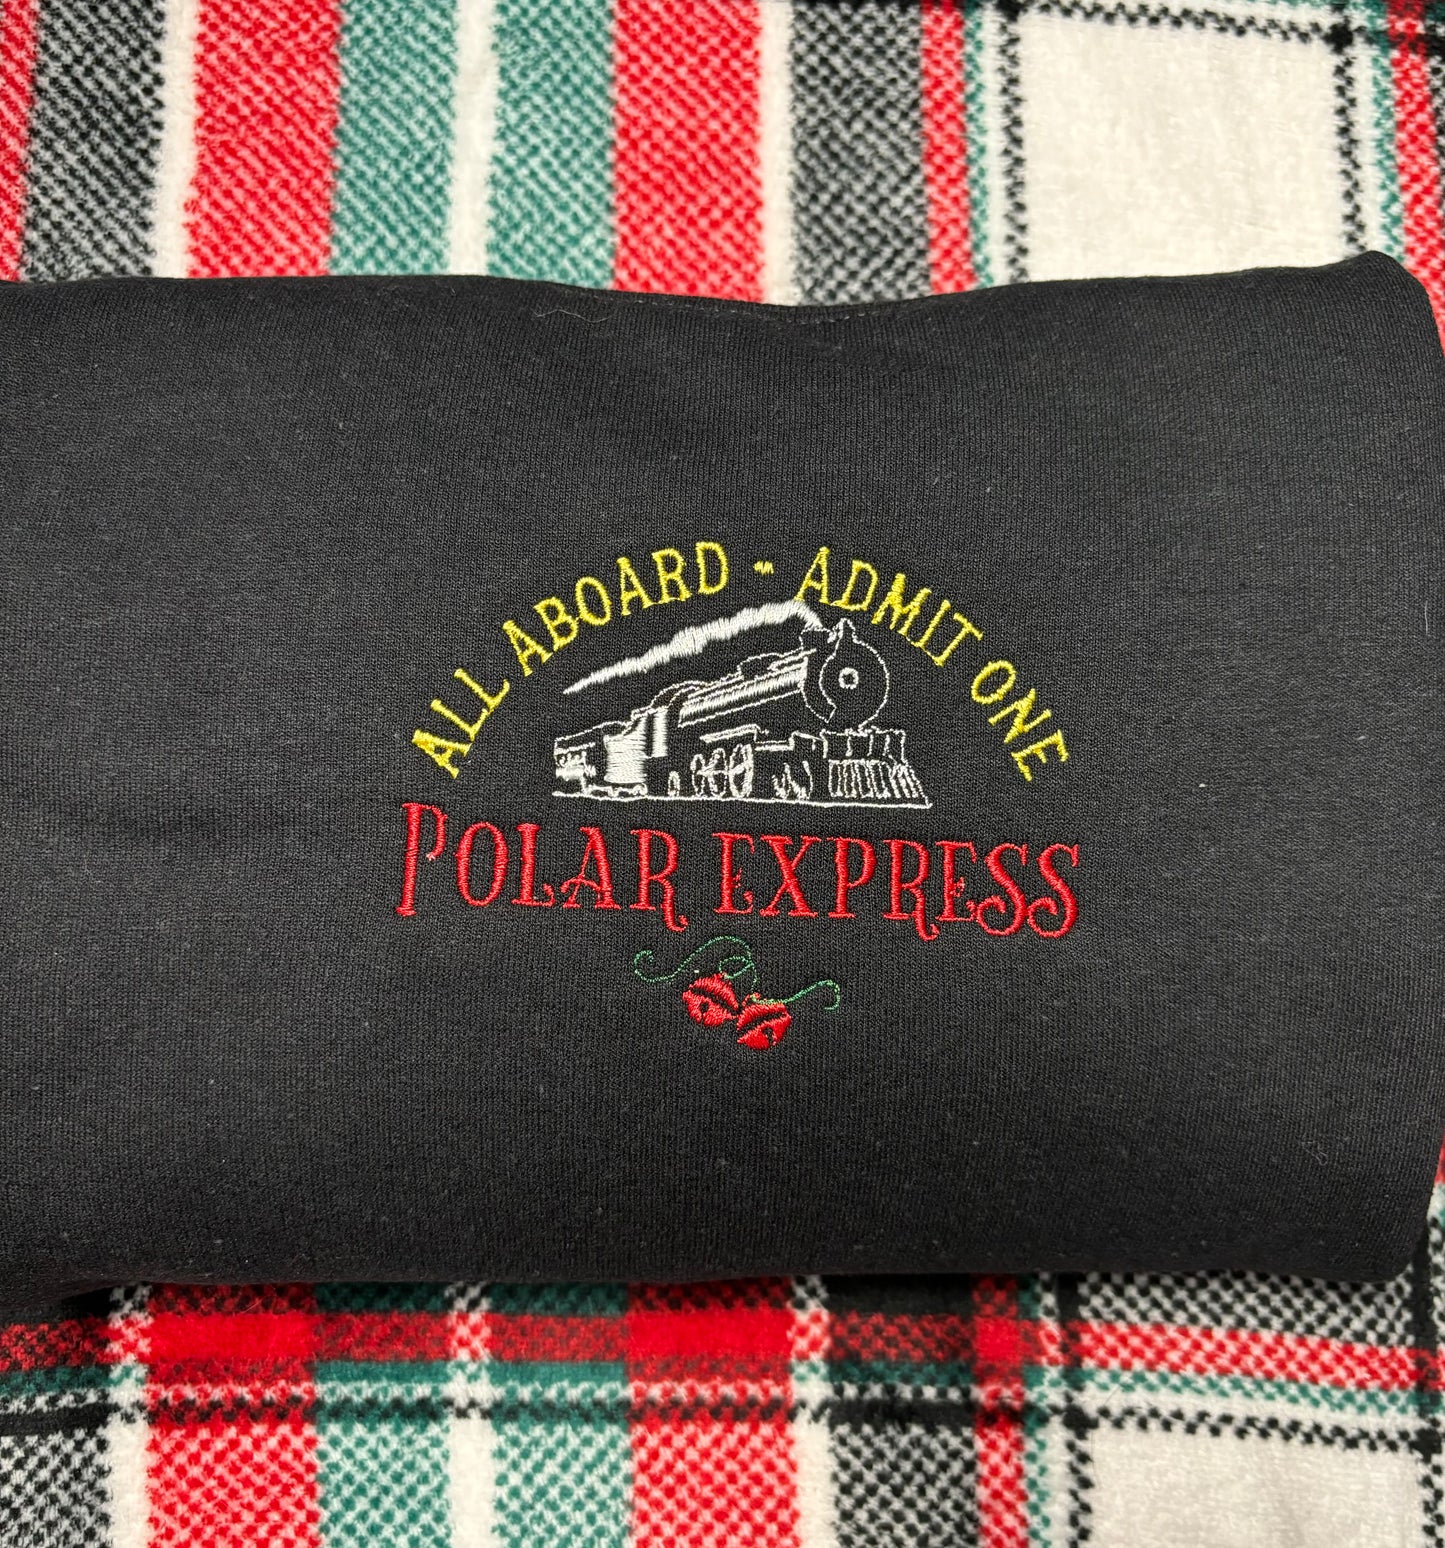 ALL ABOARD - ADMIT ONE
POLAR EXPRESS